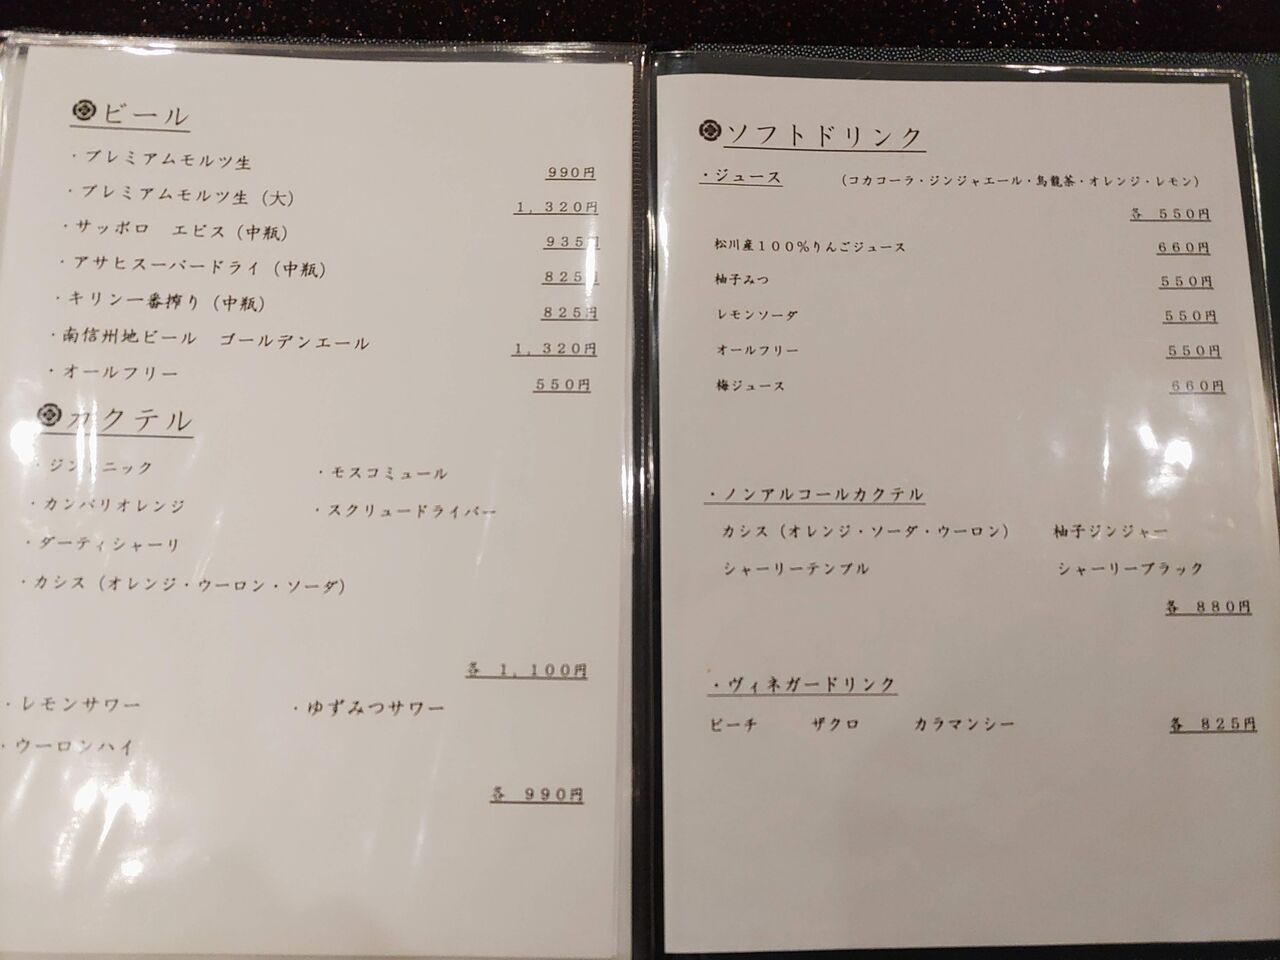 ビール
・プレミアムモルツ生 990円
・プレミアムモルツ生（大） 1,320円
・サッポロ　エビス（中瓶） 935円
・アサヒスーパードライ（中瓶） 825
・キリン一番搾り（中瓶） 825円
・南信州地ビール　ゴールデンエール 1,320円
・オールフリー 550円
カクテル
・ジントニック ・モスコミュール
・カンパリオレンジ ・スクリュードライバー
・ダーティシャーリ
・カシス（オレンジ・ウーロン・ソーダ）
各 1,100円
・レモンサワー ・ゆずみつサワー
・ウーロンハイ
各 990円
ソフトドリンク
・ジュース （コカコーラ・ジンジャエール・烏龍茶・オレンジ・レモン）
各 550円
松川産100％りんごジュース 660円
柚子みつ 550円
レモンソーダ 550円
オールフリー 550円
梅ジュース 660円
・ノンアルコールカクテル
カシス（オレンジ・ソーダ・ウーロン） 柚子ジンジャー
シャーリーテンプル シャーリーブラック
各 880円
・ヴィネガードリンク
ピーチ ザクロ カラマンシー 各 825円